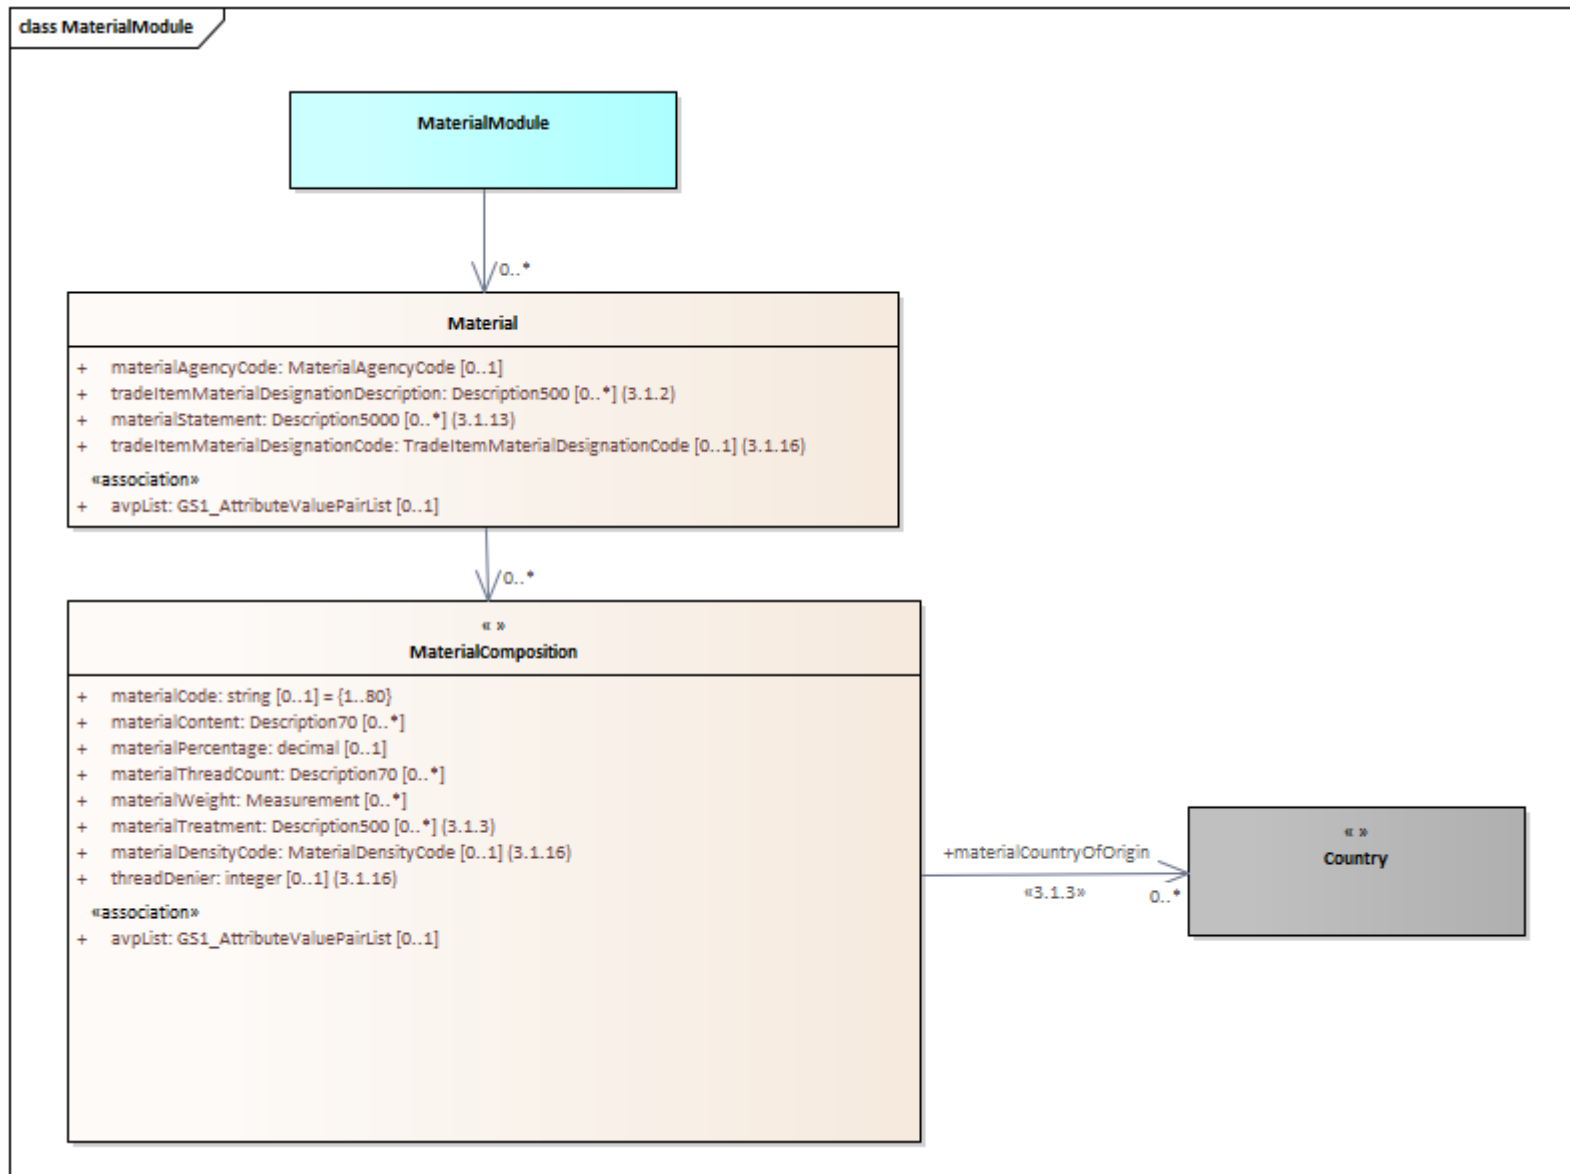 class MaterialModule
MaterialModule
0..*
Material
+ materialAgencyCode: MaterialAgencyCode [0..1]
+ tradeItemMaterialDesignationDescription: Description500 [0..*] (3.1.2)
+ materialStatement: Description5000 [0..*] (3.1.13)
+ tradeItemMaterialDesignationCode: TradeItemMaterialDesignationCode [0..1] (3.1.16)
«association»
+ avpList: GS1_AttributeValuePairList [0..1]
0..*
« »
MaterialComposition
+ materialCode: string [0..1] = {1..80}
+ materialContent: Description70 [0..*]
+ materialPercentage: decimal [0..1]
+ materialThreadCount: Description70 [0..*]
+ materialWeight: Measurement [0..*]
+ materialTreatment: Description500 [0..*] (3.1.3)
+ materialDensityCode: MaterialDensityCode [0..1] (3.1.16)
+ threadDenier: integer [0..1] (3.1.16)
«association»
+ avpList: GS1_AttributeValuePairList [0..1]
+materialCountryOfOrigin
«3.1.3»
0..*
« »
Country